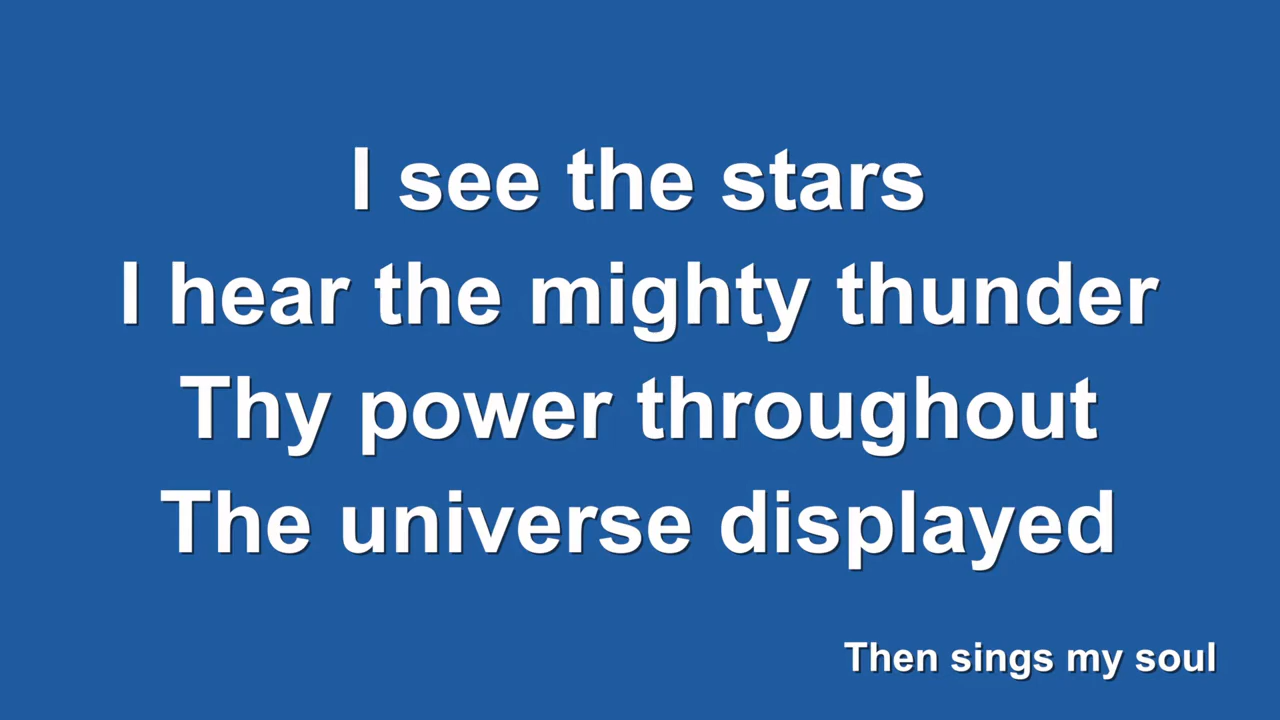 I see the stars
I hear the mighty thunder
Thy power throughout
The universe displayed
Then sings my soul